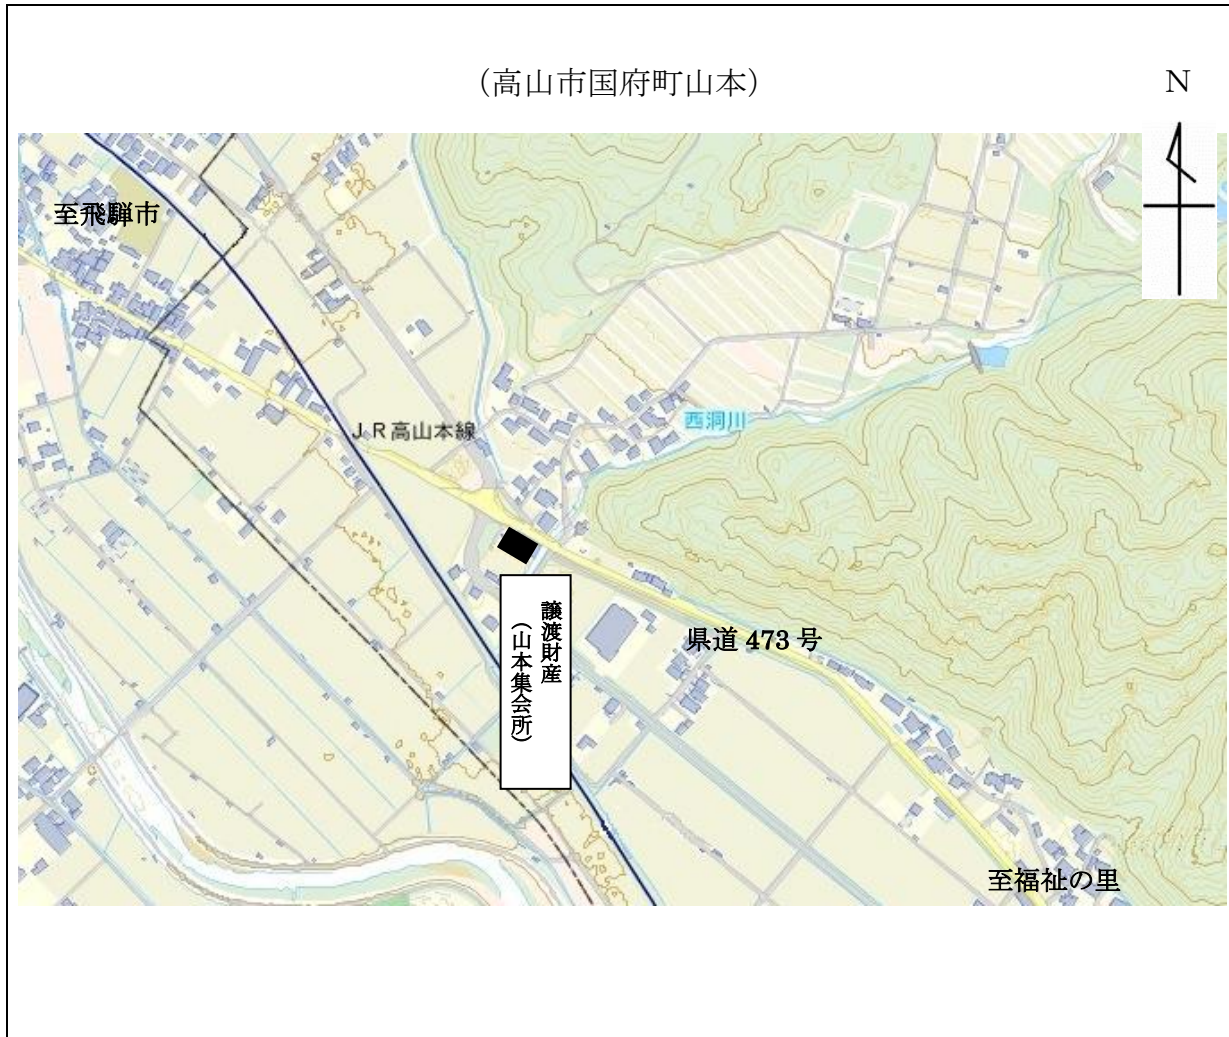 （高山市国府町山本）
N
至飛騨市
西洞川
ＪＲ高山本線
譲渡財産
（山本集会所）
県道 473 号
至福祉の里